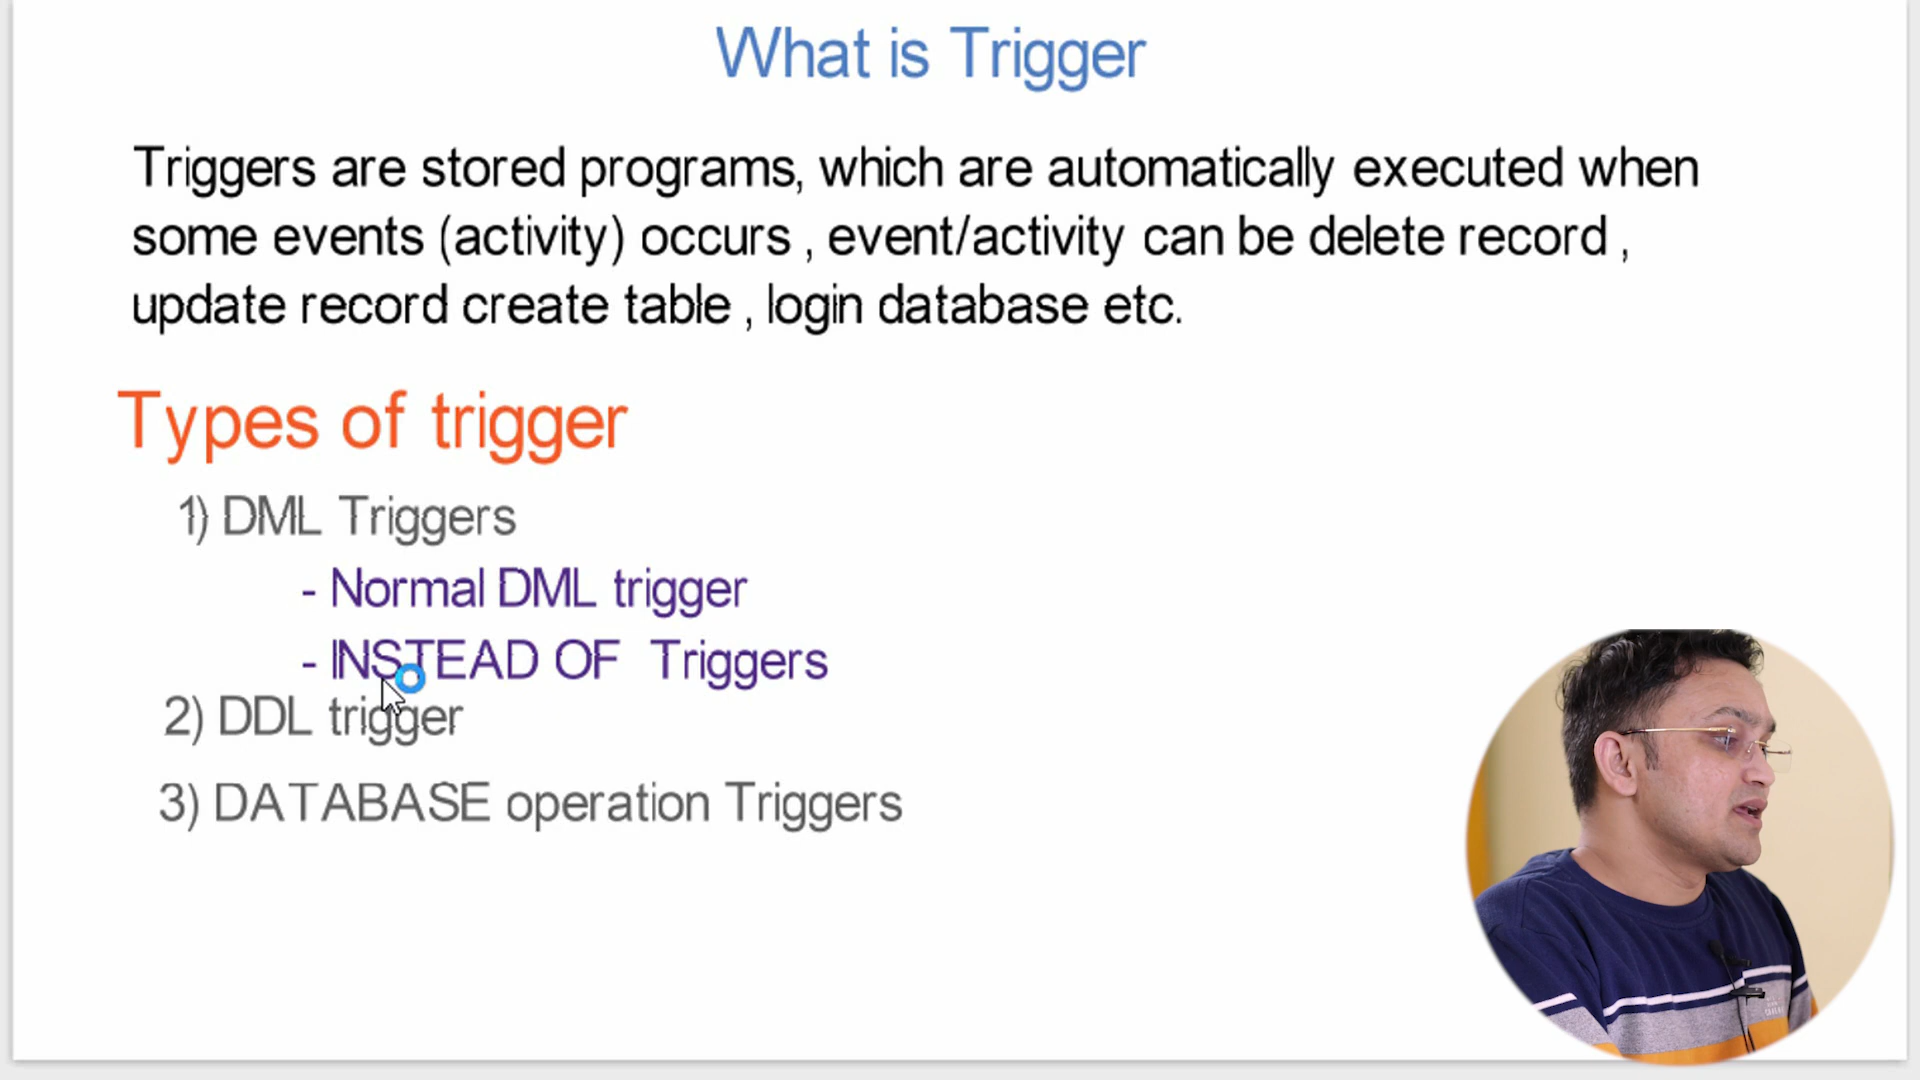 What is Trigger
Triggers are stored programs, which are automatically executed when
some events (activity) occurs , event/activity can be delete record ,
update record create table , login database etc.
Types of trigger
1) DML Triggers
- Normal DML trigger
- INSTEAD OF Triggers
2) DDL trigger
3) DATABASE operation Triggers